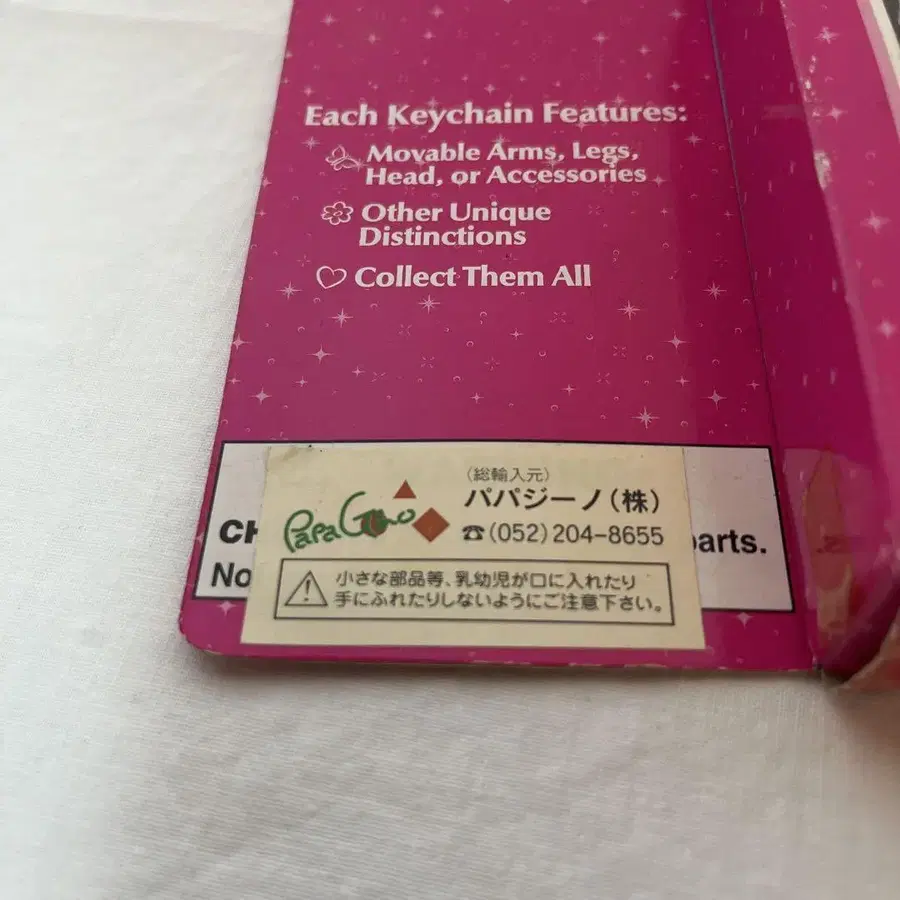 Each Keychain Features:
Movable Arms, Legs,
Head, or Accessories
Other Unique
Distinctions
Collect Them All
(総輸入元)
パパジーノ(株)
PaPaGino
☎(052)204-8655
parts.
No
小さな部品等、乳幼児が口に入れたり
手にふれたりしないようにご注意下さい。